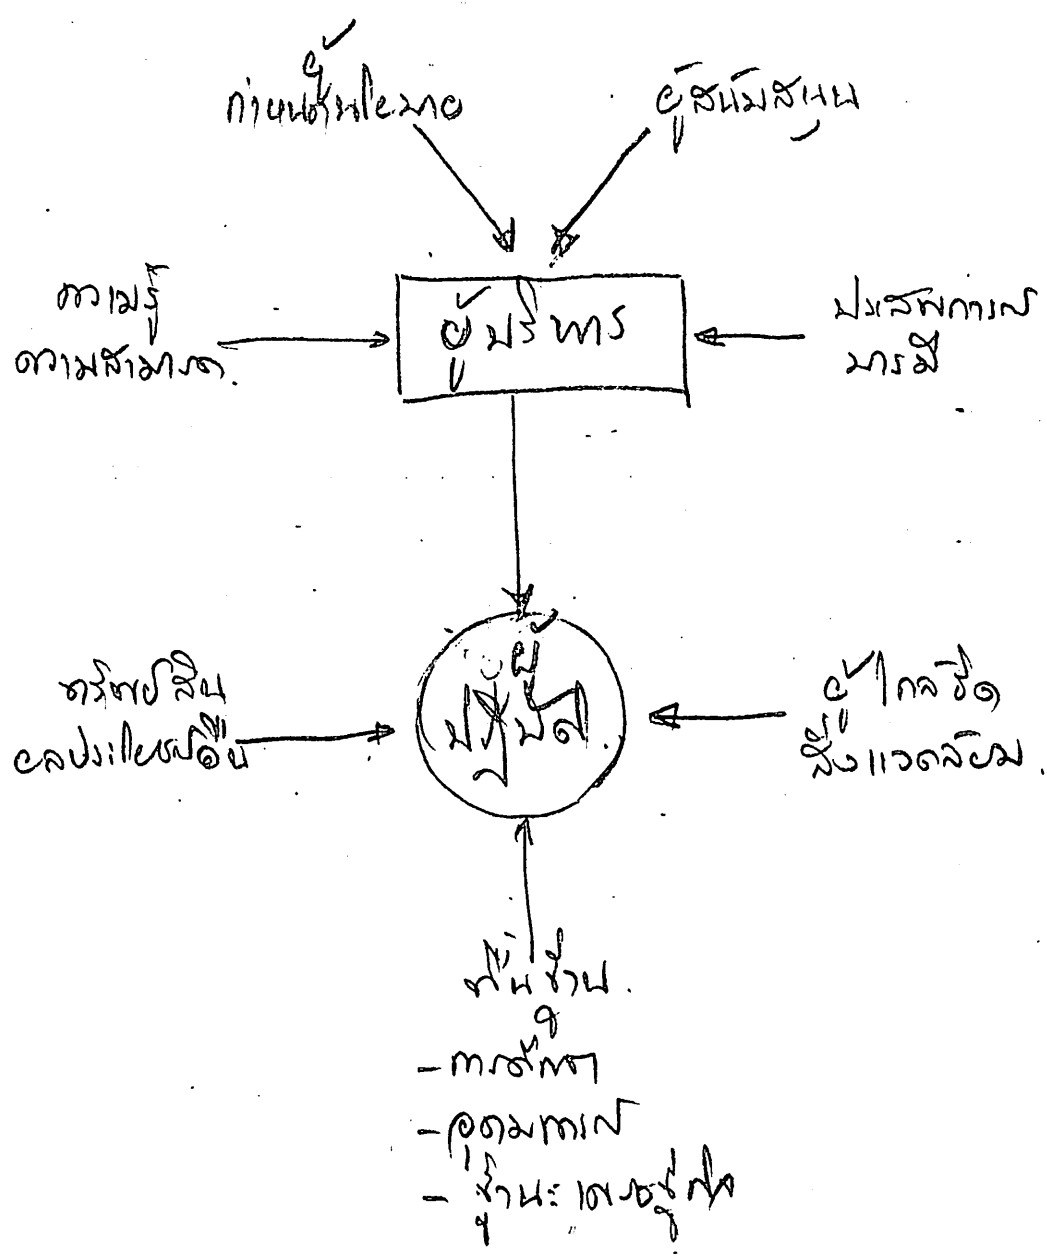 ผู้
กำหนดนโยบาย
ผู้สนับสนุน
ความรู้
ความสามารถ.
ผู้บริหาร
ประสพการณ์
บารมี
ผู้
ปฏิบัติ
ทรัพย์สิน
ผลประโยชน์อื่น
ผู้ใกล้ชิด
สิ่งแวดล้อม.
พื้นฐาน.
- การศึกษา
- อุดมการณ์
- ฐานะเศรษฐกิจ